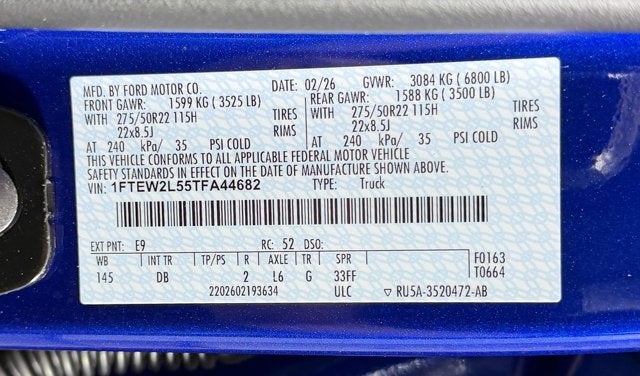 MFD. BY FORD MOTOR CO. DATE: 02/26 GVWR: 3084 KG ( 6800 LB)
FRONT GAWR: 1599 KG ( 3525 LB) REAR GAWR: 1588 KG ( 3500 LB)
WITH 275/50R22 115H TIRES WITH 275/50R22 115H TIRES
22x8.5J RIMS 22x8.5J RIMS
AT 240 kPa/ 35 PSI COLD AT 240 kPa/ 35 PSI COLD
THIS VEHICLE CONFORMS TO ALL APPLICABLE FEDERAL MOTOR VEHICLE
SAFETY STANDARDS IN EFFECT ON THE DATE OF MANUFACTURE SHOWN ABOVE.
VIN: 1FTEW2L55TFA44682 TYPE: Truck
EXT PNT: E9 RC: 52 DSO: F0163
WB INT TR TP/PS R AXLE TR SPR T0664
145 DB 2 L6 G 33FF
2202602193634 ULC ▽ RU5A-3520472-AB